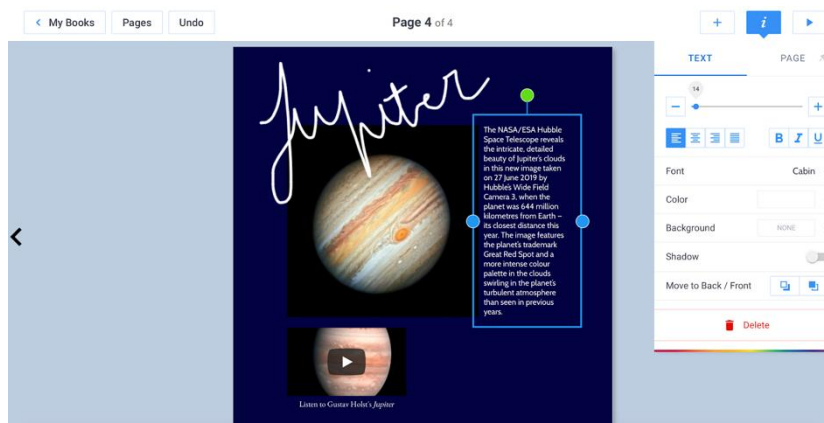 My Books
Pages
Undo
Page 4 of 4
+
i
TEXT
PAGE
14
B I U
Font
Cabin
Color
Background
NONE
Shadow
Move to Back / Front
Delete
Jupiter
The NASA/ESA Hubble
Space Telescope reveals
the intricate, detailed
beauty of Jupiter's clouds
in this new image taken
on 27 June 2019 by
Hubble's Wide Field
Camera 3, when the
planet was 644 million
kilometres from Earth –
its closest distance this
year. The image features
the planet's trademark
Great Red Spot and a
more intense colour
palette in the clouds
swirling in the planet's
turbulent atmosphere
than seen in previous
years.
Listen to Gustav Holst's Jupiter